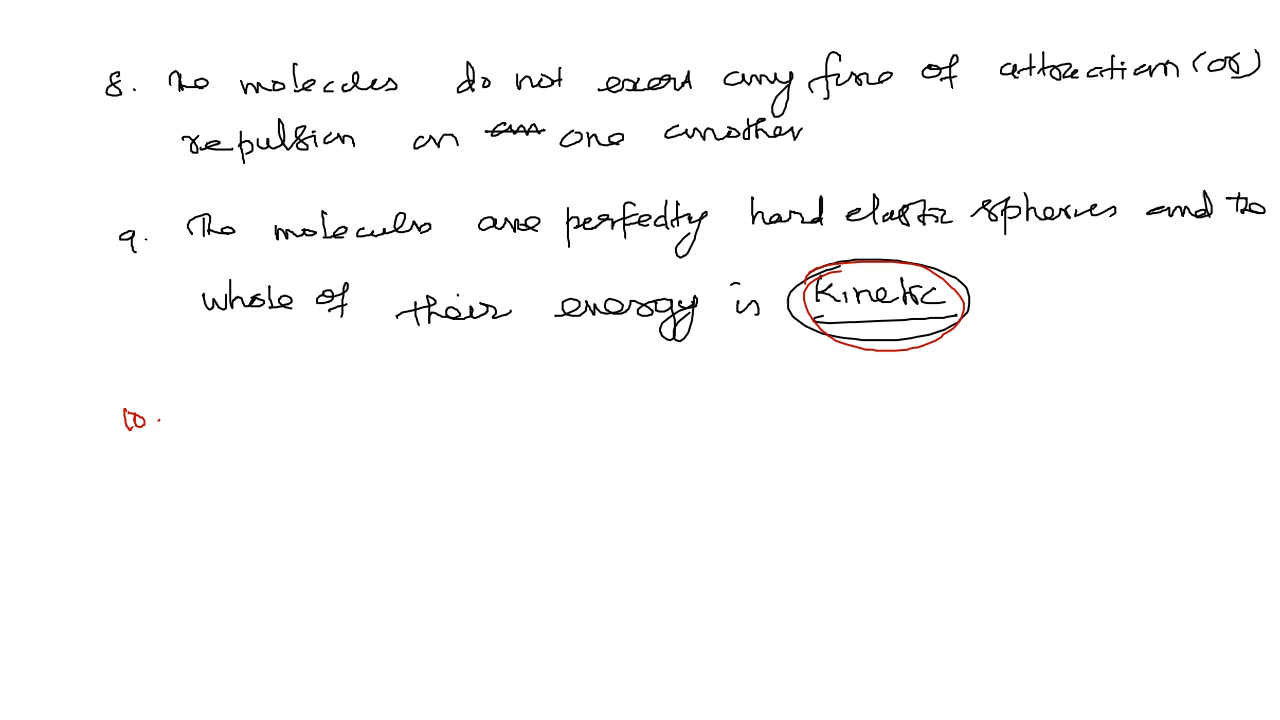 8. The molecules do not exert any force of attraction (or)
repulsion on one another
9. The molecules are perfectly hard elastic spheres and the
whole of their energy is Kinetic
10.